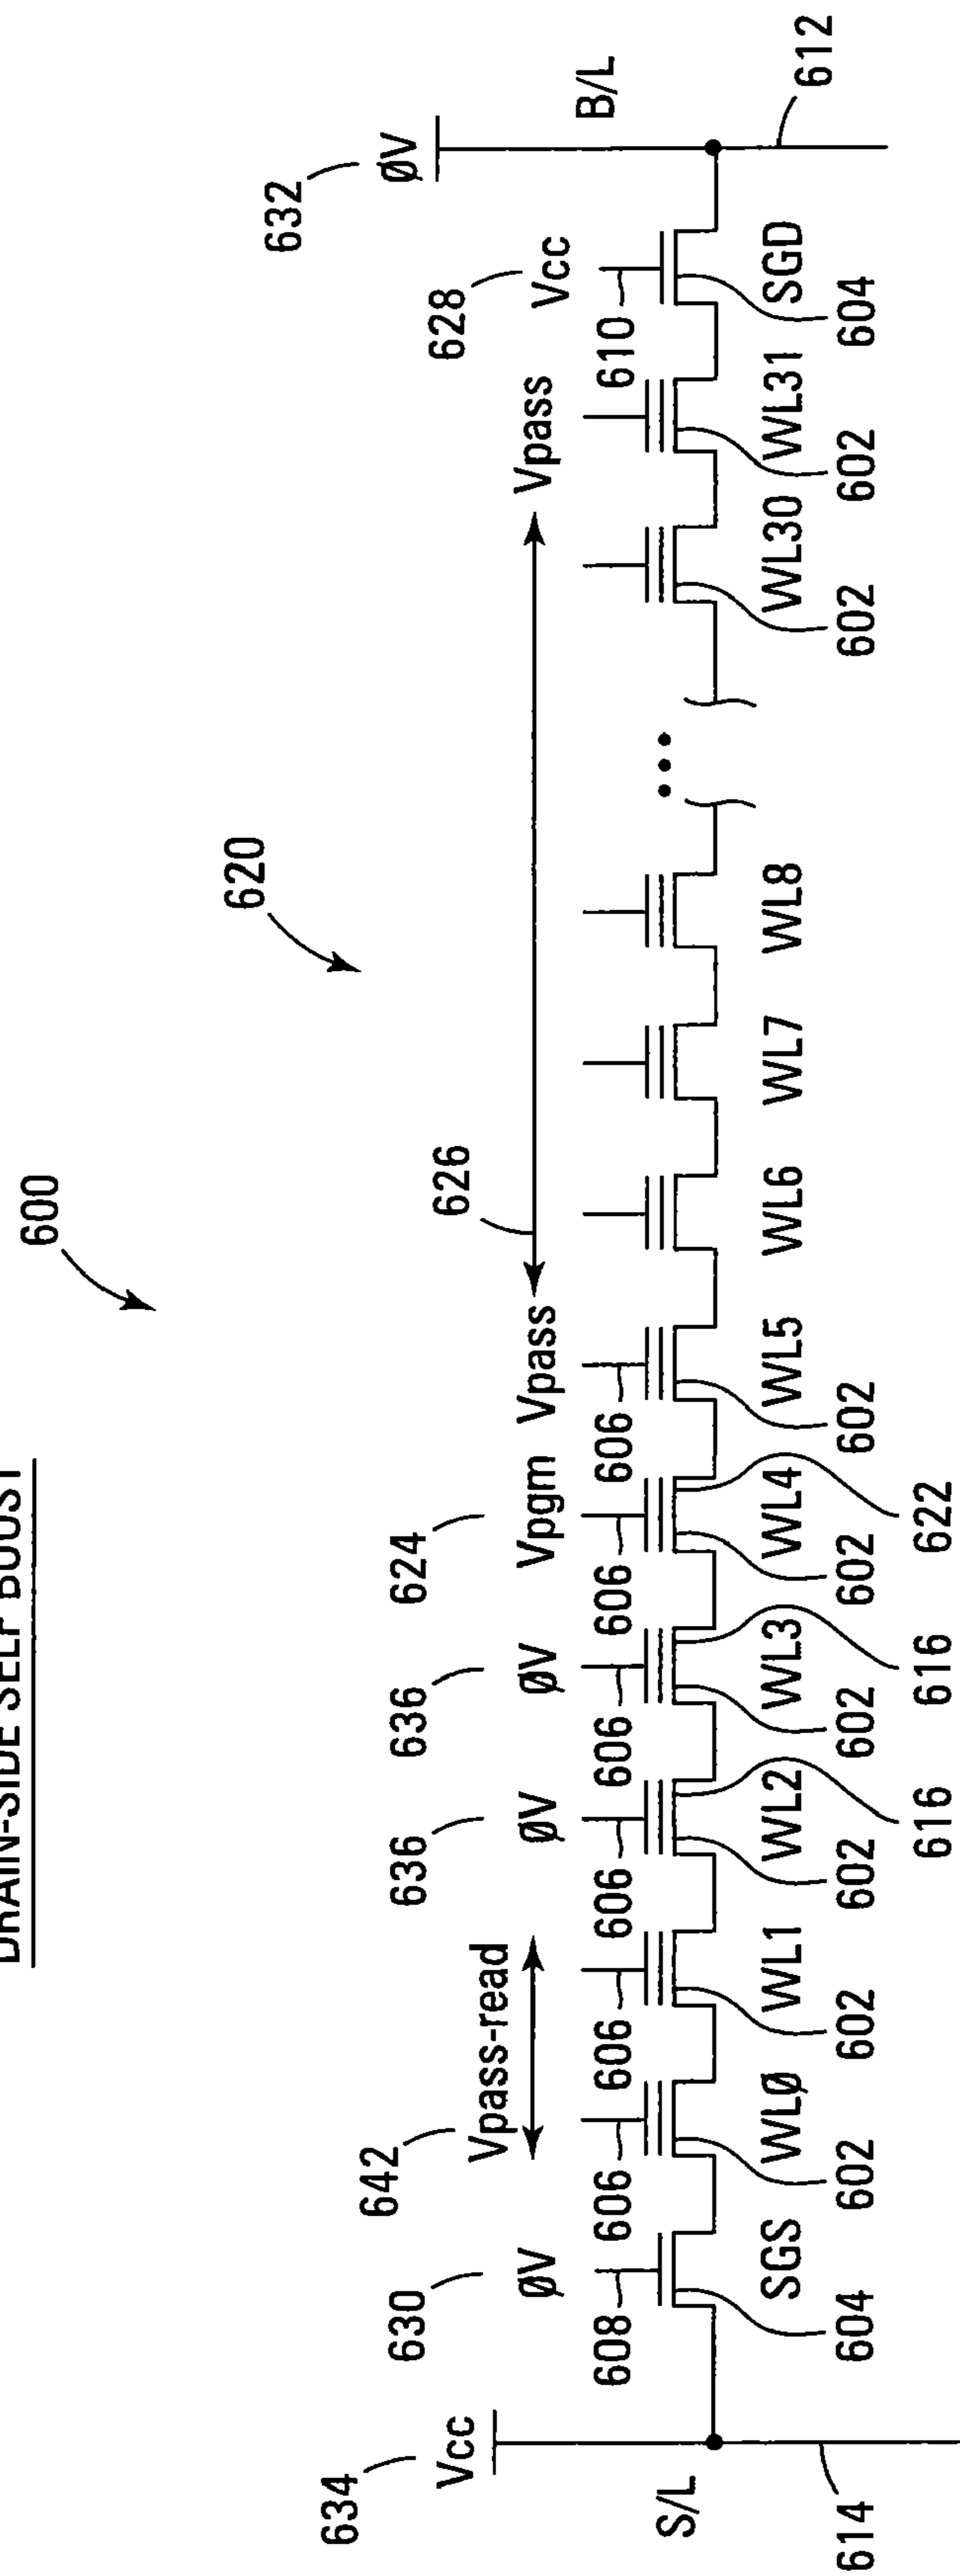 DRAIN-SIDE SELF BOOST
600
620
634
Vcc
630
ØV
642
Vpass-read
636
ØV
636
ØV
624
Vpgm
Vpass
626
Vpass
628
Vcc
632
ØV
B/L
S/L
608
606
606
606
606
606
606
610
SGS
WLØ
WL1
WL2
WL3
WL4
WL5
WL6
WL7
WL8
•••
WL30
WL31
SGD
614
604
602
602
602
602
602
602
602
602
604
612
616
616
622